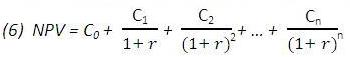 (6) NPV = C₀ + C₁/(1 + r) + C₂/(1 + r)² + ... + Cₙ/(1 + r)ⁿ